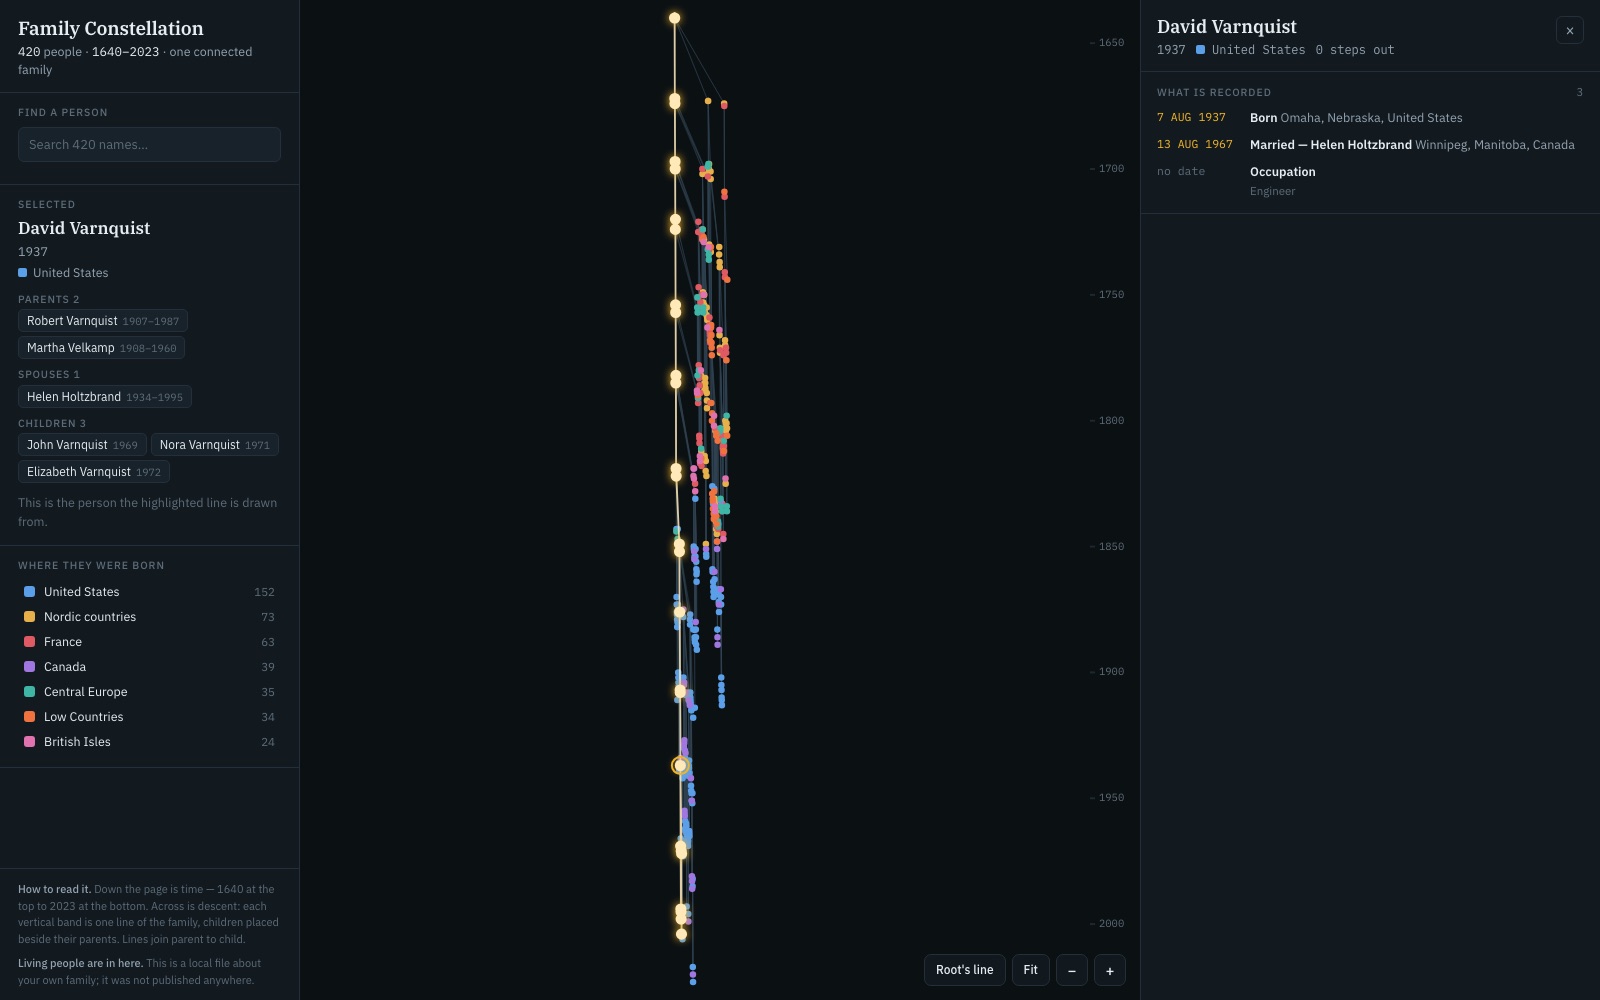 Family Constellation
420 people · 1640–2023 · one connected
family
FIND A PERSON
Search 420 names...
SELECTED
David Varnquist
1937
United States
PARENTS 2
Robert Varnquist 1907–1987
Martha Velkamp 1908–1960
SPOUSES 1
Helen Holtzbrand 1934–1995
CHILDREN 3
John Varnquist 1969 Nora Varnquist 1971
Elizabeth Varnquist 1972
This is the person the highlighted line is drawn
from.
WHERE THEY WERE BORN
United States 152
Nordic countries 73
France 63
Canada 39
Central Europe 35
Low Countries 34
British Isles 24
How to read it. Down the page is time — 1640 at the
top to 2023 at the bottom. Across is descent: each
vertical band is one line of the family, children placed
beside their parents. Lines join parent to child.
Living people are in here. This is a local file about
your own family; it was not published anywhere.
1650
1700
1750
1800
1850
1900
1950
2000
Root's line Fit − +
David Varnquist ×
1937 United States 0 steps out
WHAT IS RECORDED 3
7 AUG 1937 Born Omaha, Nebraska, United States
13 AUG 1967 Married — Helen Holtzbrand Winnipeg, Manitoba, Canada
no date Occupation
Engineer